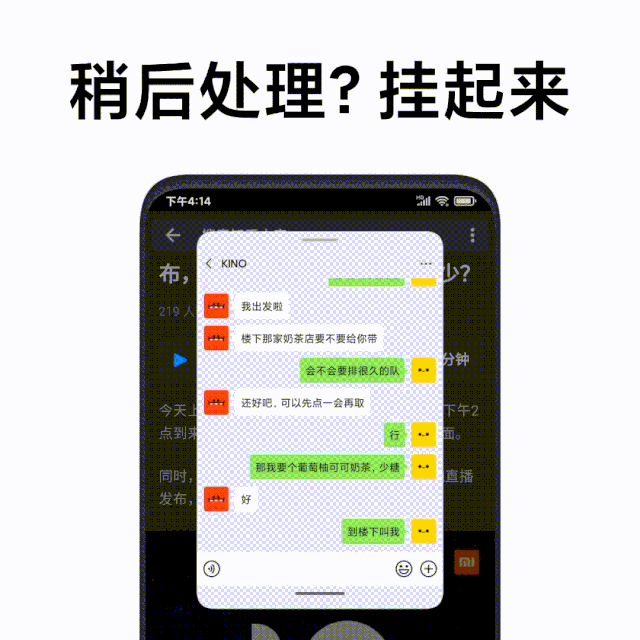 稍后处理? 挂起来
下午4:14
布,
少?
KINO
219 人
我出发啦
楼下那家奶茶店要不要给你带
会不会要排很久的队
分钟
还好吧，可以先点一会再取
今天上
下午2
行
点到来
面。
那我要个葡萄柚可可奶茶，少糖
同时，
直播
好
发布，
到楼下叫我